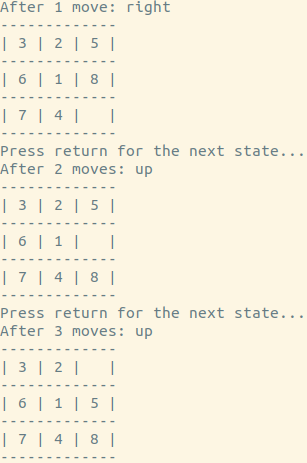 After 1 move: right
-------------
| 3 | 2 | 5 |
-------------
| 6 | 1 | 8 |
-------------
| 7 | 4 |   |
-------------
Press return for the next state...
After 2 moves: up
-------------
| 3 | 2 | 5 |
-------------
| 6 | 1 |   |
-------------
| 7 | 4 | 8 |
-------------
Press return for the next state...
After 3 moves: up
-------------
| 3 | 2 |   |
-------------
| 6 | 1 | 5 |
-------------
| 7 | 4 | 8 |
-------------